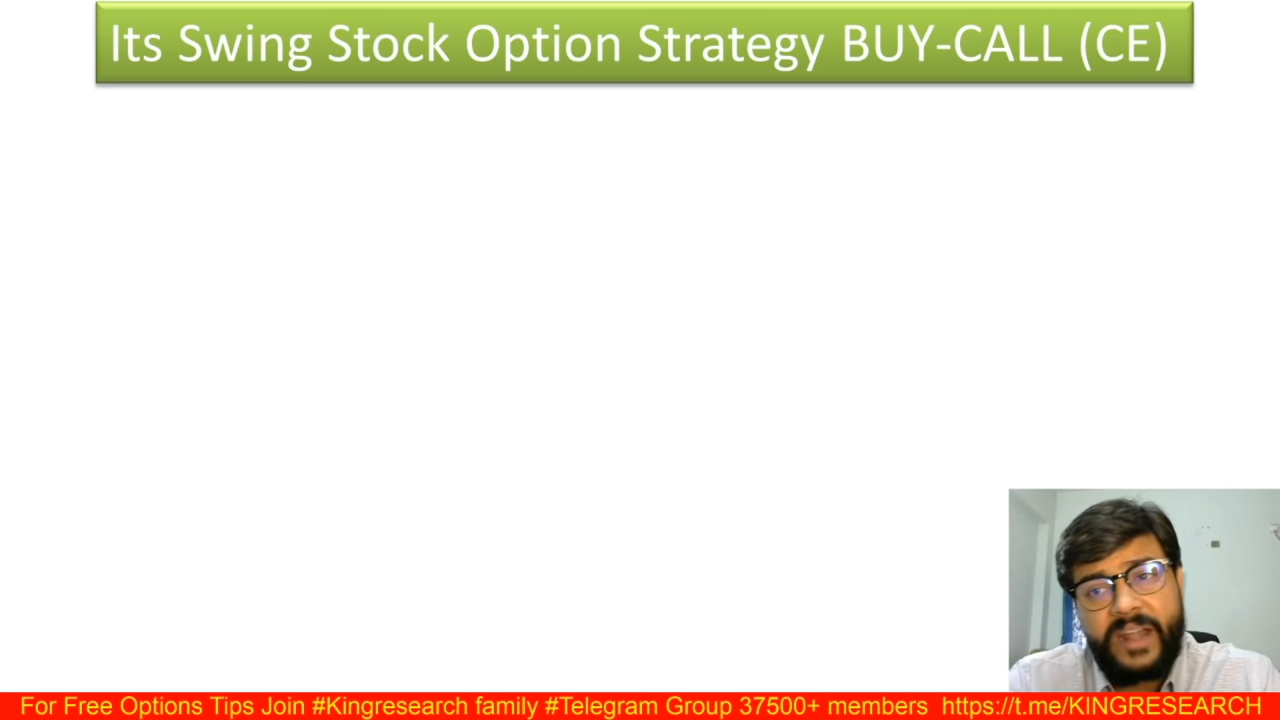 Its Swing Stock Option Strategy BUY-CALL (CE)
For Free Options Tips Join #Kingresearch family #Telegram Group 37500+ members https://t.me/KINGRESEARCH